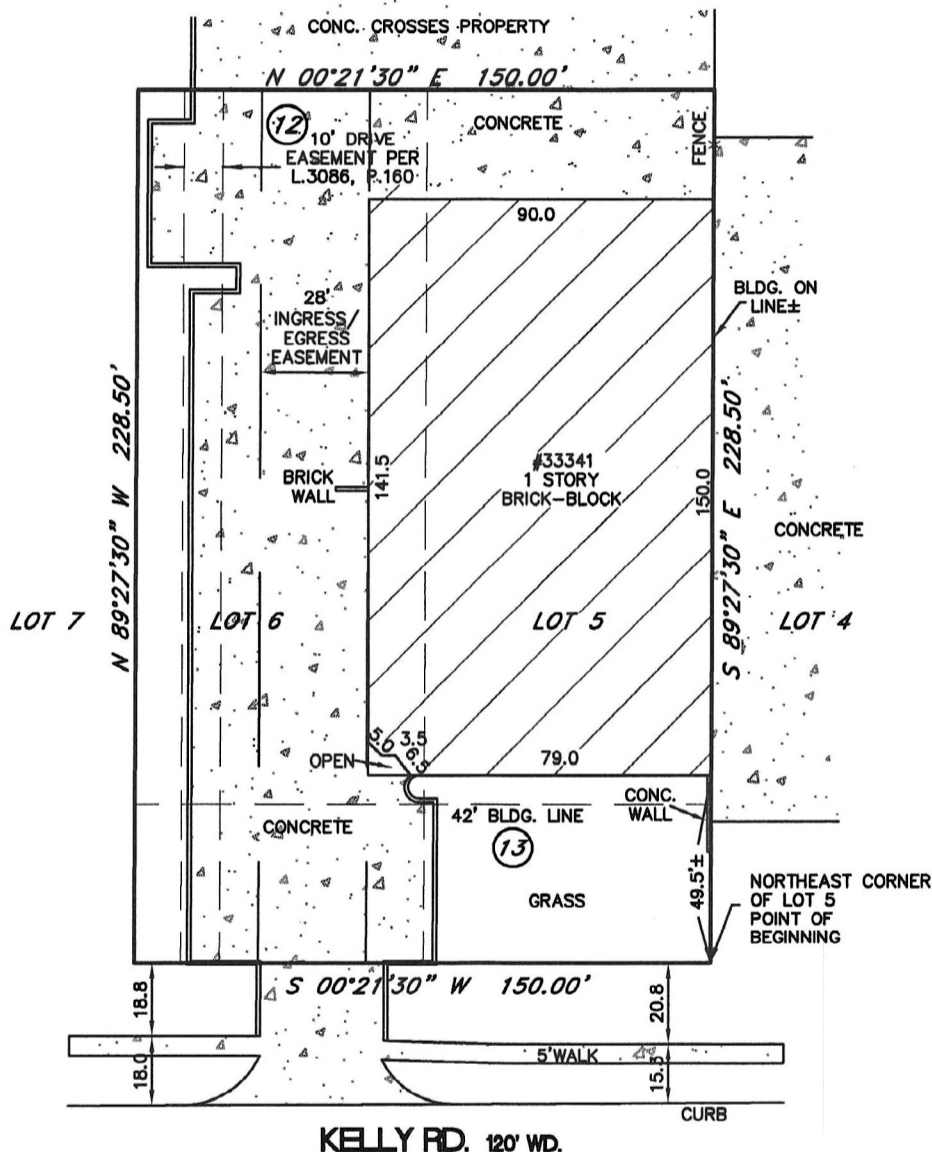 CONC. CROSSES PROPERTY
N 00°21'30" E 150.00'
12
10' DRIVE
EASEMENT PER
L.3086, P.160
CONCRETE
FENCE
90.0
BLDG. ON
LINE±
28'
INGRESS/
EGRESS
EASEMENT
N 89°27'30" W 228.50'
S 89°27'30" E 228.50'
BRICK
WALL
141.5
#33341
1 STORY
BRICK-BLOCK
150.0
CONCRETE
LOT 7
LOT 6
LOT 5
LOT 4
5.0
3.5
6.5
OPEN
79.0
CONC.
WALL
42' BLDG. LINE
CONCRETE
13
GRASS
49.5'±
NORTHEAST CORNER
OF LOT 5
POINT OF
BEGINNING
S 00°21'30" W 150.00'
18.8
20.8
18.0
5'WALK
CURB
KELLY RD. 120' WD.